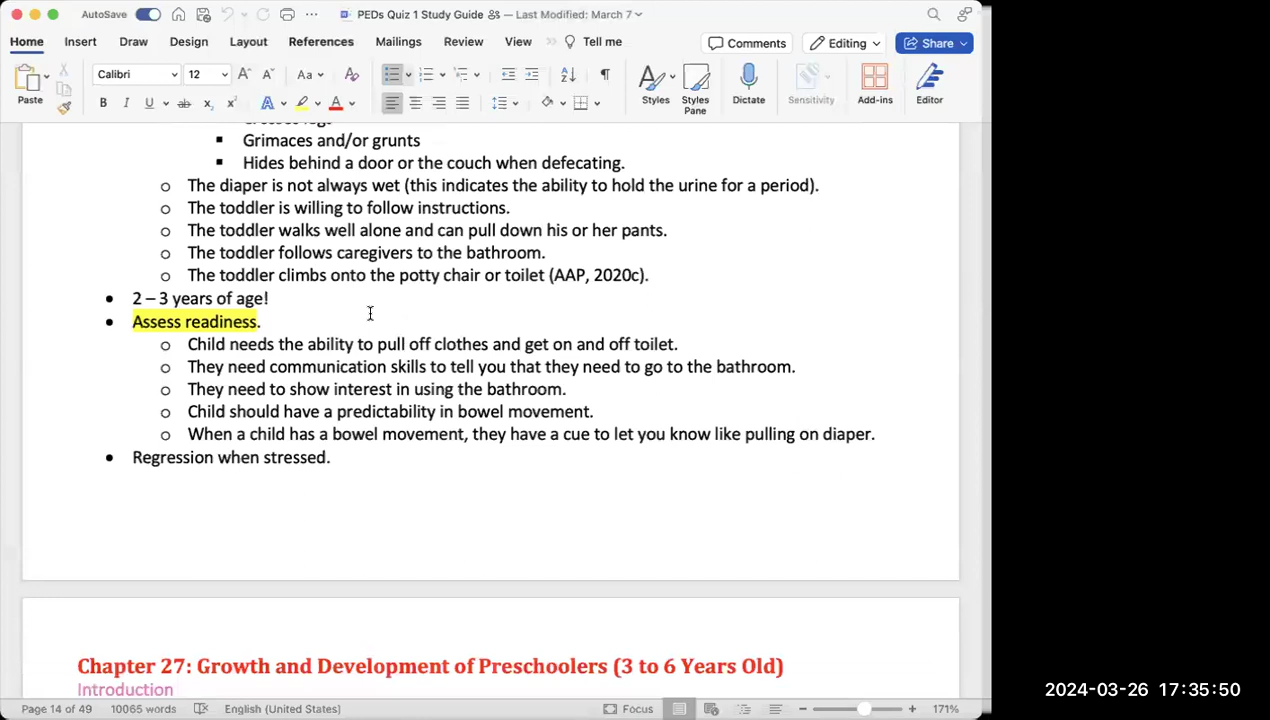 AutoSave
PEDs Quiz 1 Study Guide — Last Modified: March 7
Home Insert Draw Design Layout References Mailings Review View Tell me Comments Editing Share
Calibri 12 Aa
Paste Styles Styles Pane Dictate Sensitivity Add-ins Editor
Grimaces and/or grunts
Hides behind a door or the couch when defecating.
The diaper is not always wet (this indicates the ability to hold the urine for a period).
The toddler is willing to follow instructions.
The toddler walks well alone and can pull down his or her pants.
The toddler follows caregivers to the bathroom.
The toddler climbs onto the potty chair or toilet (AAP, 2020c).
2 – 3 years of age!
Assess readiness.
Child needs the ability to pull off clothes and get on and off toilet.
They need communication skills to tell you that they need to go to the bathroom.
They need to show interest in using the bathroom.
Child should have a predictability in bowel movement.
When a child has a bowel movement, they have a cue to let you know like pulling on diaper.
Regression when stressed.
Chapter 27: Growth and Development of Preschoolers (3 to 6 Years Old)
Introduction
Page 14 of 49 10065 words English (United States) Focus 171%
2024-03-26 17:35:50